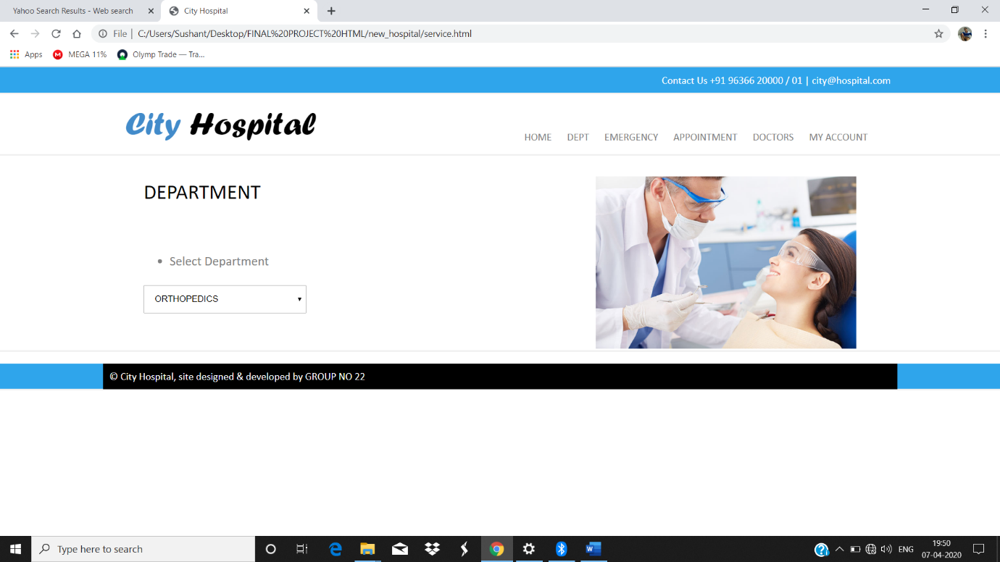 Yahoo Search Results - Web search
City Hospital
File | C:/Users/Sushant/Desktop/FINAL%20PROJECT%20HTML/new_hospital/service.html
Apps
MEGA 11%
Olymp Trade — Tra...
Contact Us +91 96366 20000 / 01 | city@hospital.com
City Hospital
HOME
DEPT
EMERGENCY
APPOINTMENT
DOCTORS
MY ACCOUNT
DEPARTMENT
• Select Department
ORTHOPEDICS
© City Hospital, site designed & developed by GROUP NO 22
Type here to search
ENG
19:50
07-04-2020